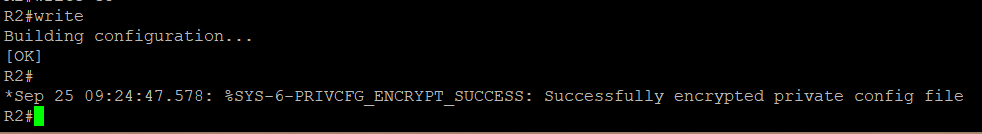 R2#write
Building configuration...
[OK]
R2#
*Sep 25 09:24:47.578: %SYS-6-PRIVCFG_ENCRYPT_SUCCESS: Successfully encrypted private config file
R2#